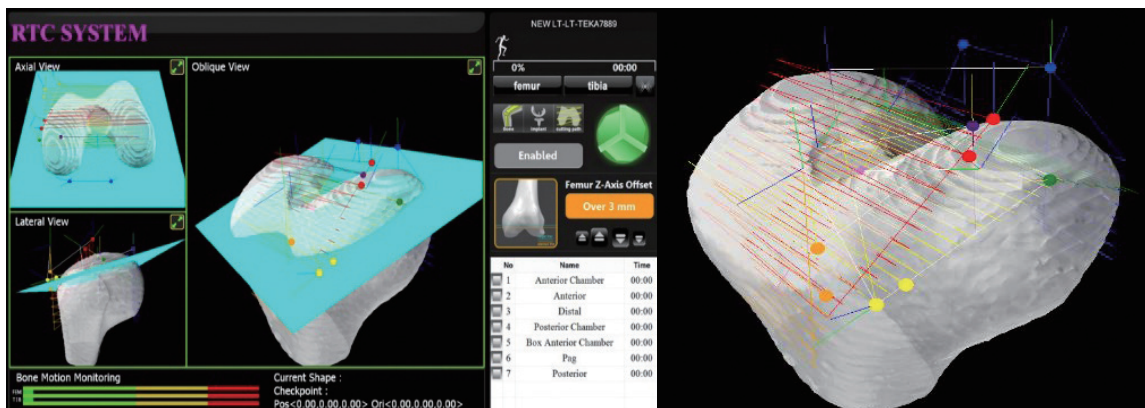 RTC SYSTEM
Axial View
Oblique View
Lateral View
Bone Motion Monitoring
Current Shape :
Checkpoint :
Pos<0.00,0.00,0.00> Ori<0.00,0.00,0.00>
NEW LT-LT-TEKA7889
0% 00:00
femur tibia
Enabled
Femur Z-Axis Offset
Over 3 mm
No Name Time
1 Anterior Chamber 00:00
2 Anterior 00:00
3 Distal 00:00
4 Posterior Chamber 00:00
5 Box Anterior Chamber 00:00
6 Pag 00:00
7 Posterior 00:00